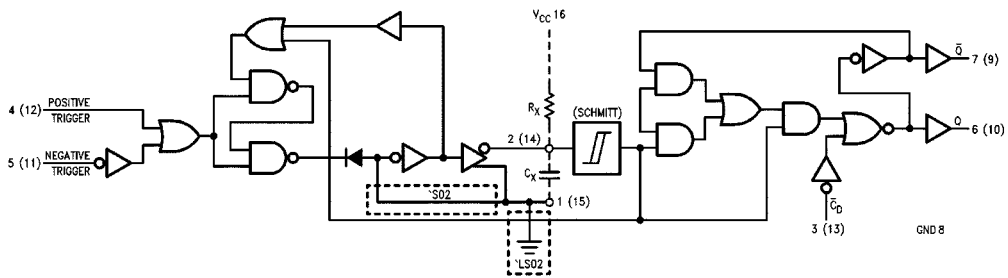 V_CC 16
4 (12) POSITIVE TRIGGER
5 (11) NEGATIVE TRIGGER
R_X
(SCHMITT)
2 (14)
C_X
1 (15)
`S02
`LS02
Q̄
7 (9)
Q
6 (10)
C̄_D
3 (13)
GND 8